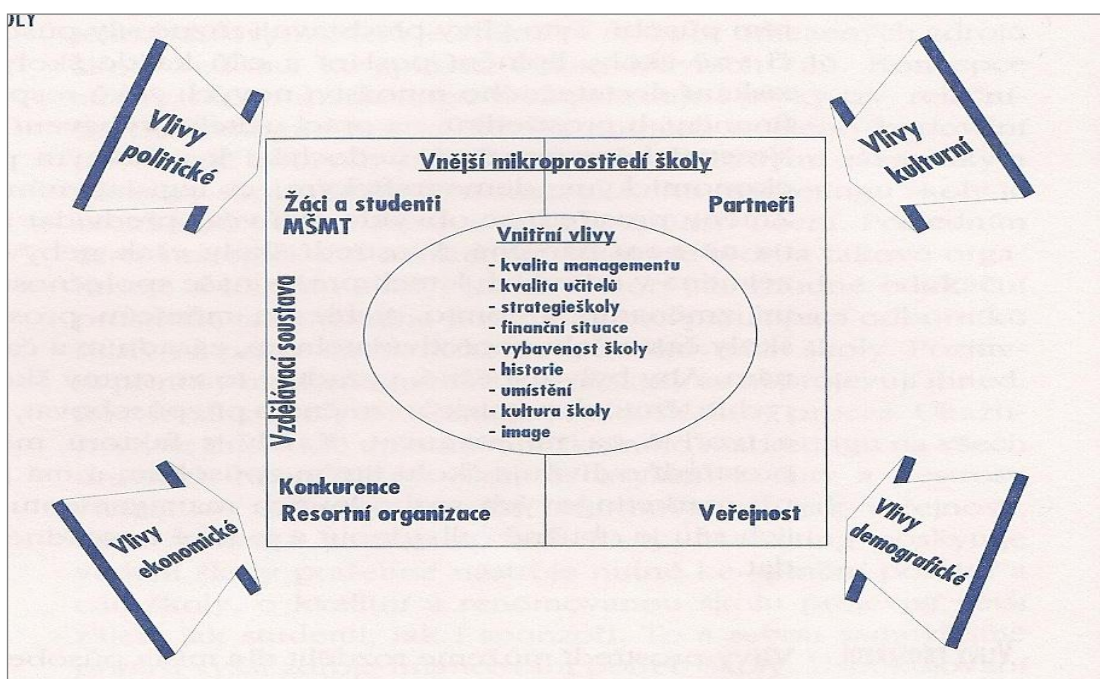 OLY
Vlivy
politické
Vlivy
kulturní
Vnější mikroprostředí školy
Žáci a studenti
MŠMT
Partneři
Vzdělávací soustava
Vnitřní vlivy
- kvalita managementu
- kvalita učitelů
- strategieškoly
- finanční situace
- vybavenost školy
- historie
- umístění
- kultura školy
- image
Konkurence
Resortní organizace
Veřejnost
Vlivy
ekonomické
Vlivy
demografické